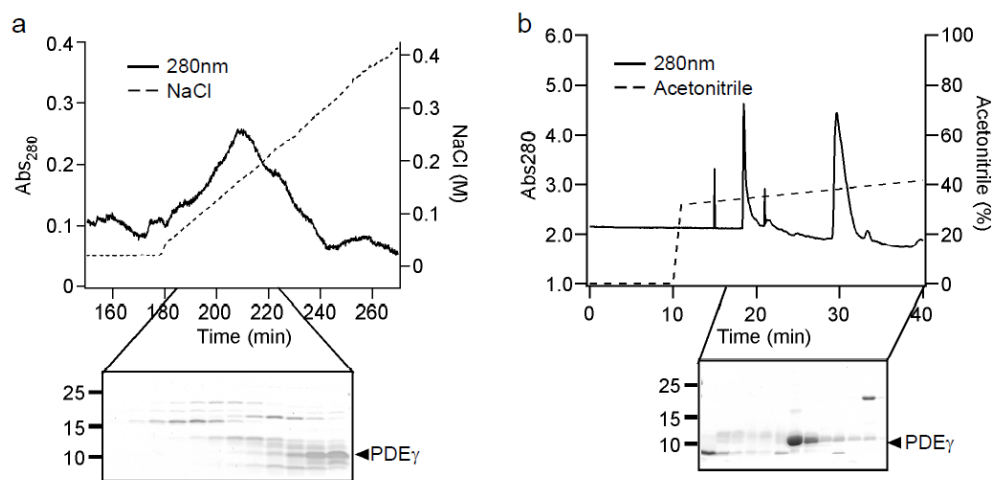 a
280nm
NaCl
0.4
0.3
0.2
0.1
0
Abs280
0.4
0.3
0.2
0.1
0
NaCl (M)
160 180 200 220 240 260
Time (min)
25
15
10
PDEγ
b
280nm
Acetonitrile
6.0
5.0
4.0
3.0
2.0
1.0
Abs280
100
80
60
40
20
0
Acetonitrile (%)
0 10 20 30 40
Time (min)
25
15
10
PDEγ